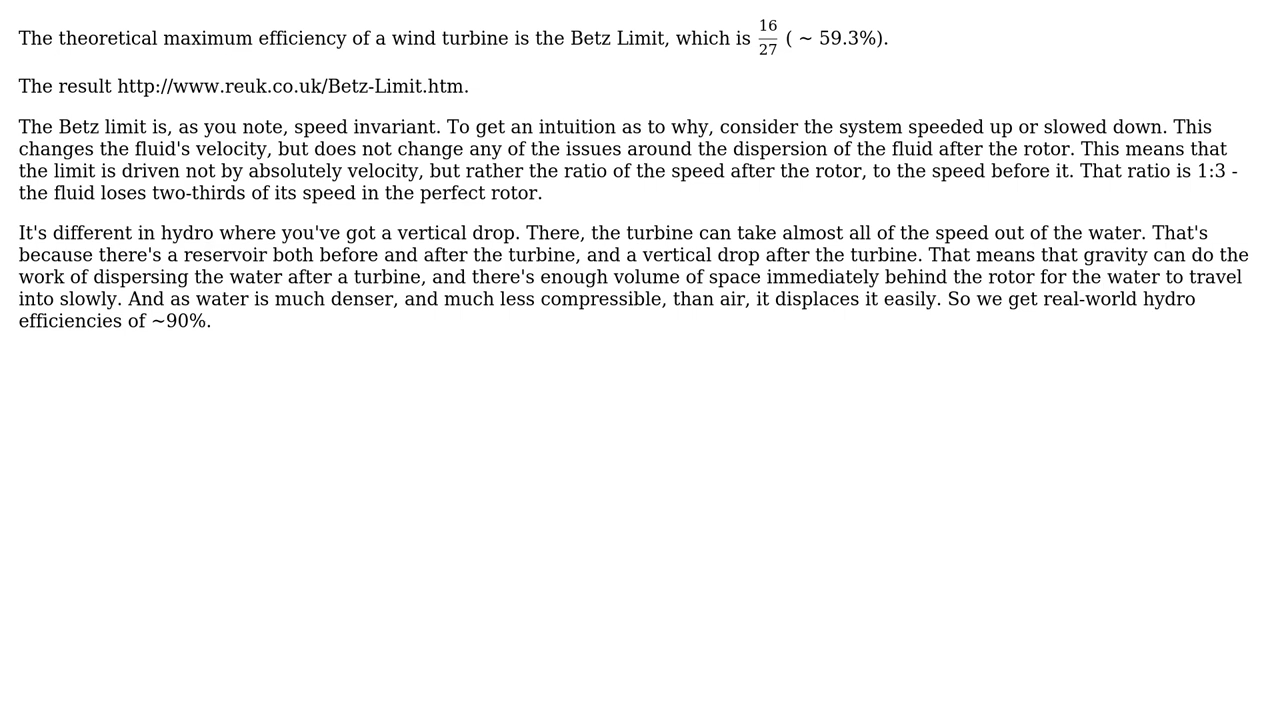 The theoretical maximum efficiency of a wind turbine is the Betz Limit, which is 16/27 ( ~ 59.3%).
The result http://www.reuk.co.uk/Betz-Limit.htm.
The Betz limit is, as you note, speed invariant. To get an intuition as to why, consider the system speeded up or slowed down. This
changes the fluid's velocity, but does not change any of the issues around the dispersion of the fluid after the rotor. This means that
the limit is driven not by absolutely velocity, but rather the ratio of the speed after the rotor, to the speed before it. That ratio is 1:3 -
the fluid loses two-thirds of its speed in the perfect rotor.
It's different in hydro where you've got a vertical drop. There, the turbine can take almost all of the speed out of the water. That's
because there's a reservoir both before and after the turbine, and a vertical drop after the turbine. That means that gravity can do the
work of dispersing the water after a turbine, and there's enough volume of space immediately behind the rotor for the water to travel
into slowly. And as water is much denser, and much less compressible, than air, it displaces it easily. So we get real-world hydro
efficiencies of ~90%.